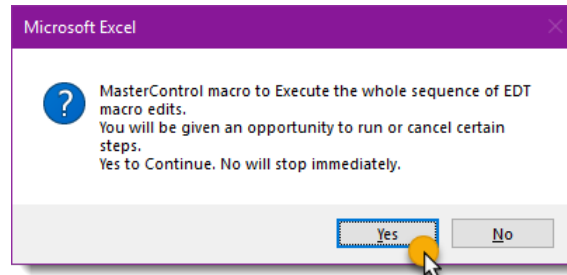 Microsoft Excel
MasterControl macro to Execute the whole sequence of EDT
macro edits.
You will be given an opportunity to run or cancel certain
steps.
Yes to Continue. No will stop immediately.
Yes No